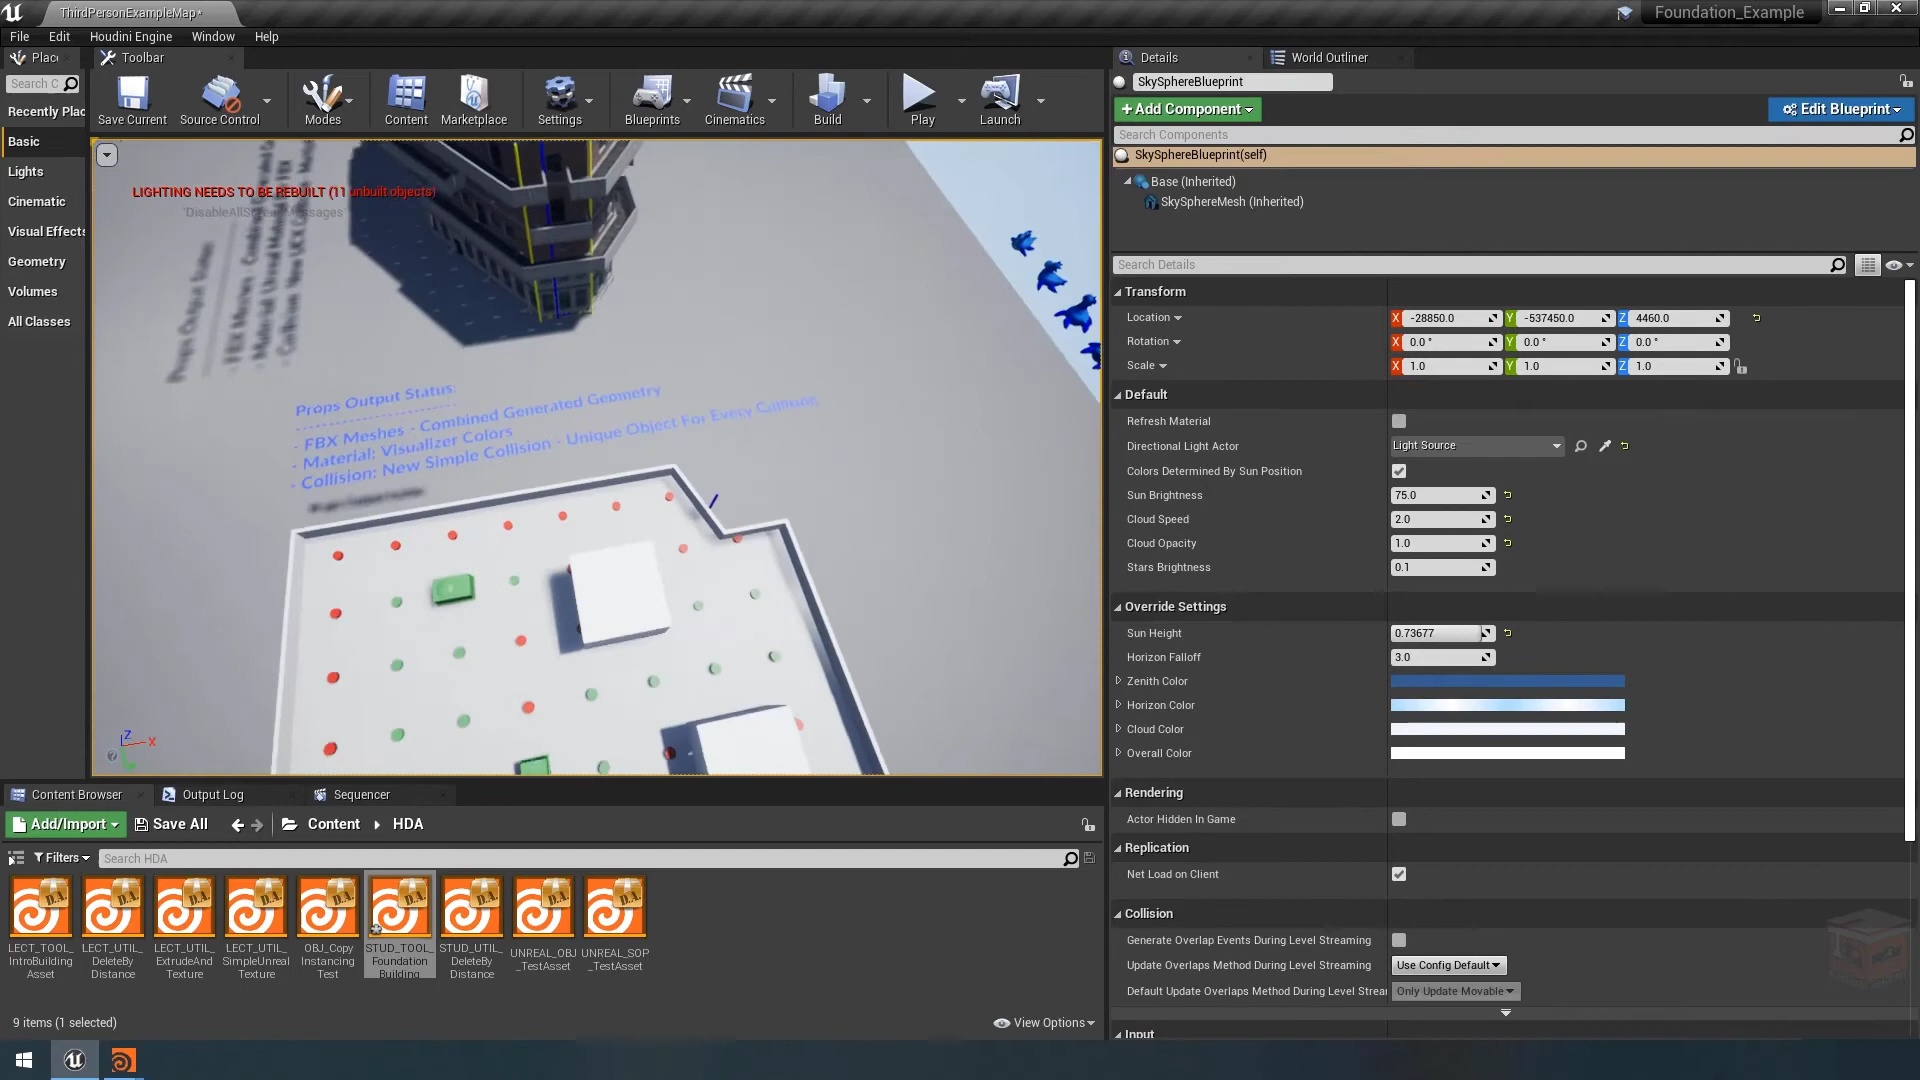 ThirdPersonExampleMap*
Foundation_Example
File Edit Houdini Engine Window Help
Plac
Toolbar
Details
World Outliner
Search C
SkySphereBlueprint
Save Current
Source Control
Modes
Content
Marketplace
Settings
Blueprints
Cinematics
Build
Play
Launch
+Add Component
Edit Blueprint
Recently Plac
Basic
Lights
Cinematic
Visual Effects
Geometry
Volumes
All Classes
Search Components
SkySphereBlueprint(self)
Base (Inherited)
SkySphereMesh (Inherited)
LIGHTING NEEDS TO BE REBUILT (11 unbuilt objects)
Props Output Status:
- FBX Meshes - Combined Generated Geometry
- Material: Visualizer Colors
- Collision: New Simple Collision - Unique Object For Every Collision
Z
X
Search Details
Transform
Location X -28850.0 Y -537450.0 Z 4460.0
Rotation X 0.0 ° Y 0.0 ° Z 0.0 °
Scale X 1.0 Y 1.0 Z 1.0
Default
Refresh Material
Directional Light Actor Light Source
Colors Determined By Sun Position
Sun Brightness 75.0
Cloud Speed 2.0
Cloud Opacity 1.0
Stars Brightness 0.1
Override Settings
Sun Height 0.73677
Horizon Falloff 3.0
Zenith Color
Horizon Color
Cloud Color
Overall Color
Rendering
Actor Hidden In Game
Replication
Net Load on Client
Collision
Generate Overlap Events During Level Streaming
Update Overlaps Method During Level Streaming Use Config Default
Default Update Overlaps Method During Level Strear Only Update Movable
Input
Content Browser
Output Log
Sequencer
Add/Import
Save All
Content
HDA
Filters
Search HDA
LECT_TOOL_
IntroBuilding
Asset
LECT_UTIL_
DeleteBy
Distance
LECT_UTIL_
ExtrudeAnd
Texture
LECT_UTIL_
SimpleUnreal
Texture
OBJ_Copy
Instancing
Test
STUD_TOOL_
Foundation
Building
STUD_UTIL_
DeleteBy
Distance
UNREAL_OBJ
_TestAsset
UNREAL_SOP
_TestAsset
9 items (1 selected)
View Options